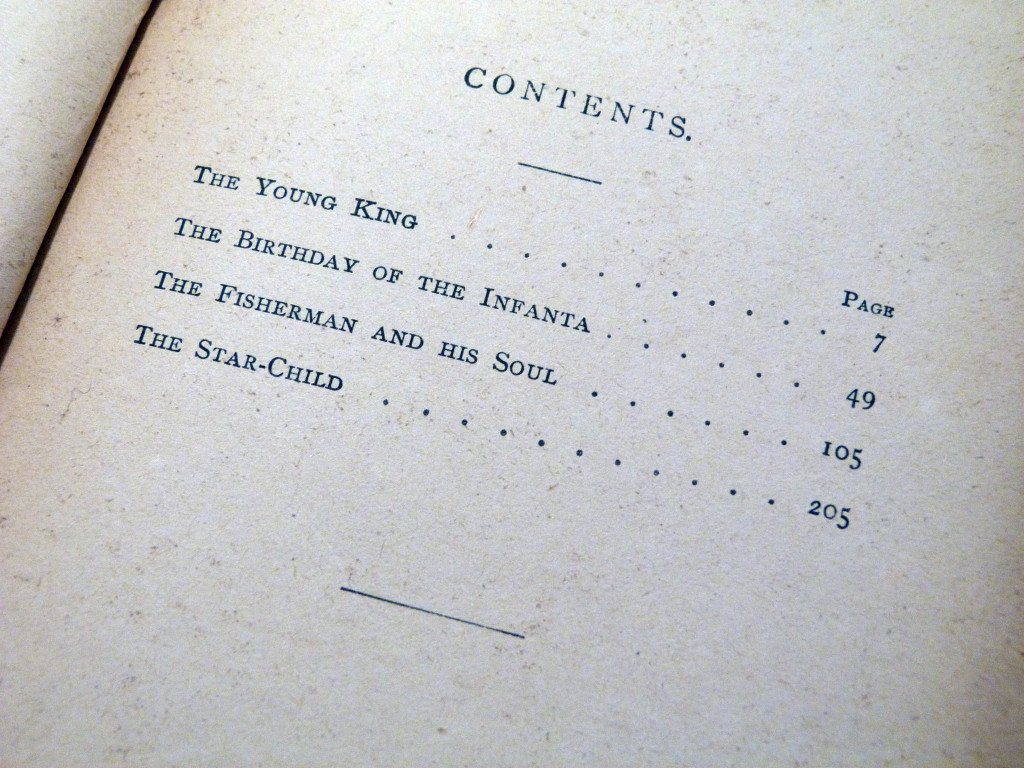 CONTENTS.
PAGE
THE YOUNG KING . . . . . . . . . . . 7
THE BIRTHDAY OF THE INFANTA . . . . . . 49
THE FISHERMAN AND HIS SOUL . . . . . . 105
THE STAR-CHILD . . . . . . . . . . . 205